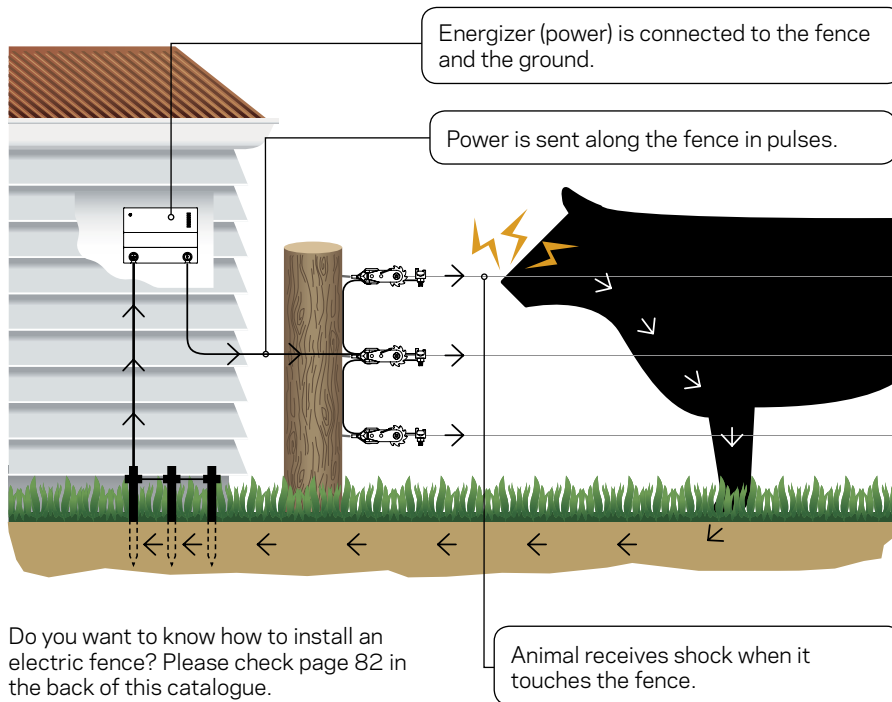 Energizer (power) is connected to the fence
and the ground.
Power is sent along the fence in pulses.
Do you want to know how to install an
electric fence? Please check page 82 in
the back of this catalogue.
Animal receives shock when it
touches the fence.